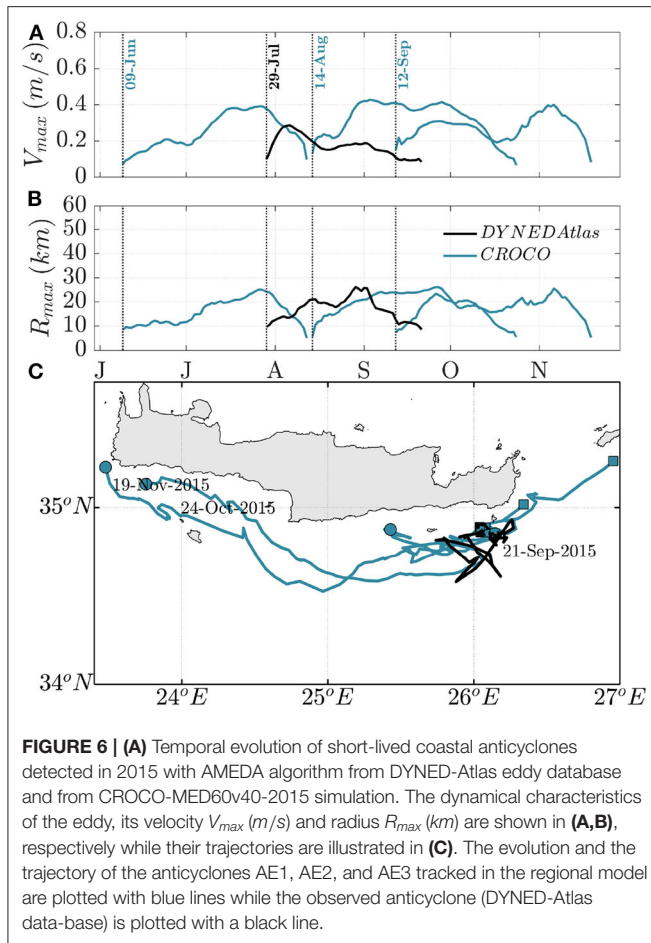 A
0.8
0.6
0.4
0.2
0
V_max (m/s)
09-Jun
29-Jul
14-Aug
12-Sep
B
60
50
40
30
20
10
0
R_max (km)
DYNEDAtlas
CROCO
J J A S O N
C
35°N
34°N
19-Nov-2015
24-Oct-2015
21-Sep-2015
24°E 25°E 26°E 27°E
FIGURE 6 | (A) Temporal evolution of short-lived coastal anticyclones
detected in 2015 with AMEDA algorithm from DYNED-Atlas eddy database
and from CROCO-MED60v40-2015 simulation. The dynamical characteristics
of the eddy, its velocity Vmax (m/s) and radius Rmax (km) are shown in (A,B),
respectively while their trajectories are illustrated in (C). The evolution and the
trajectory of the anticyclones AE1, AE2, and AE3 tracked in the regional model
are plotted with blue lines while the observed anticyclone (DYNED-Atlas
data-base) is plotted with a black line.